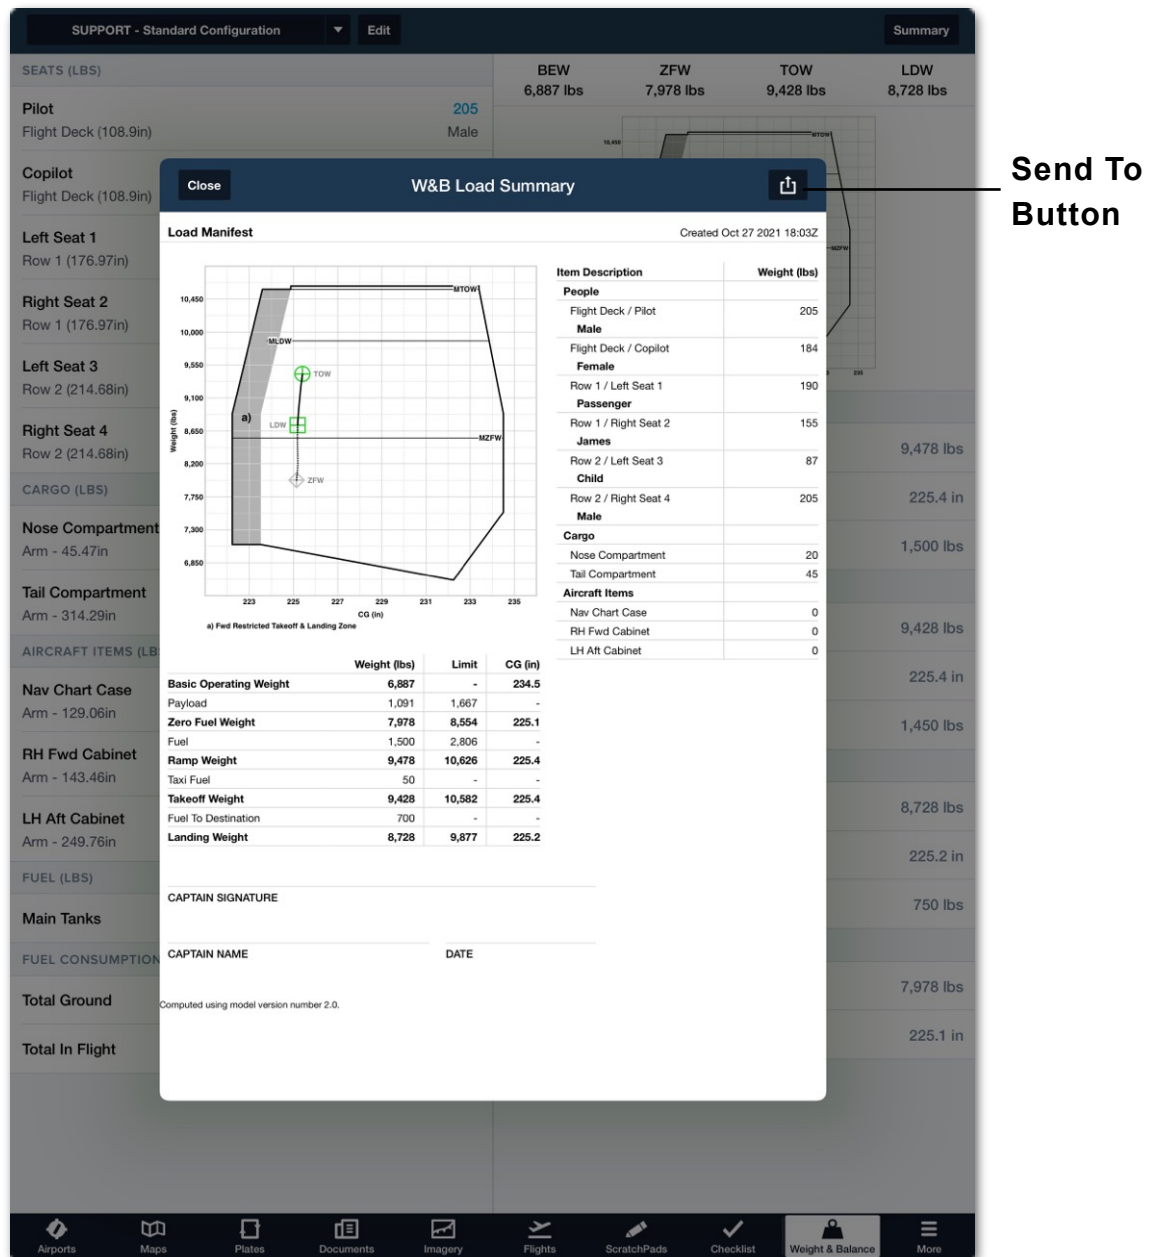 SUPPORT - Standard Configuration
Edit
Summary
SEATS (LBS)
Pilot 205
Flight Deck (108.9in) Male
Copilot
Flight Deck (108.9in)
Left Seat 1
Row 1 (176.97in)
Right Seat 2
Row 1 (176.97in)
Left Seat 3
Row 2 (214.68in)
Right Seat 4
Row 2 (214.68in)
CARGO (LBS)
Nose Compartment
Arm - 45.47in
Tail Compartment
Arm - 314.29in
AIRCRAFT ITEMS (LB
Nav Chart Case
Arm - 129.06in
RH Fwd Cabinet
Arm - 143.46in
LH Aft Cabinet
Arm - 249.76in
FUEL (LBS)
Main Tanks
FUEL CONSUMPTION
Total Ground
Total In Flight
BEW ZFW TOW LDW
6,887 lbs 7,978 lbs 9,428 lbs 8,728 lbs
10,450
MTOW
MZFW
235
9,478 lbs
225.4 in
1,500 lbs
9,428 lbs
225.4 in
1,450 lbs
8,728 lbs
225.2 in
750 lbs
7,978 lbs
225.1 in
Close W&B Load Summary
Send To
Button
Load Manifest Created Oct 27 2021 18:03Z
Weight (lbs)
10,450
10,000
9,550
9,100
8,650
8,200
7,750
7,300
6,850
MTOW
MLDW
TOW
a)
LDW
MZFW
ZFW
223 225 227 229 231 233 235
CG (in)
a) Fwd Restricted Takeoff & Landing Zone
Item Description Weight (lbs)
People
Flight Deck / Pilot 205
Male
Flight Deck / Copilot 184
Female
Row 1 / Left Seat 1 190
Passenger
Row 1 / Right Seat 2 155
James
Row 2 / Left Seat 3 87
Child
Row 2 / Right Seat 4 205
Male
Cargo
Nose Compartment 20
Tail Compartment 45
Aircraft Items
Nav Chart Case 0
RH Fwd Cabinet 0
LH Aft Cabinet 0
Weight (lbs) Limit CG (in)
Basic Operating Weight 6,887 - 234.5
Payload 1,091 1,667 -
Zero Fuel Weight 7,978 8,554 225.1
Fuel 1,500 2,806 -
Ramp Weight 9,478 10,626 225.4
Taxi Fuel 50 - -
Takeoff Weight 9,428 10,582 225.4
Fuel To Destination 700 - -
Landing Weight 8,728 9,877 225.2
CAPTAIN SIGNATURE
CAPTAIN NAME DATE
Computed using model version number 2.0.
Airports Maps Plates Documents Imagery Flights ScratchPads Checklist Weight & Balance More